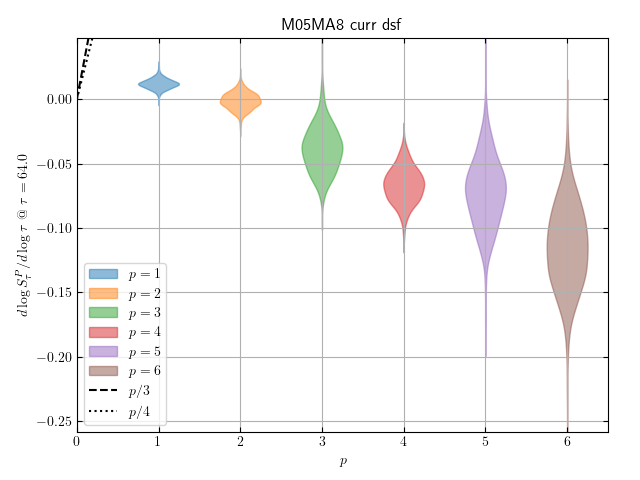 M05MA8 curr dsf
d log S_τ^P / d log τ @ τ = 64.0
0.00
−0.05
−0.10
−0.15
−0.20
−0.25
p = 1
p = 2
p = 3
p = 4
p = 5
p = 6
p/3
p/4
0 1 2 3 4 5 6
p